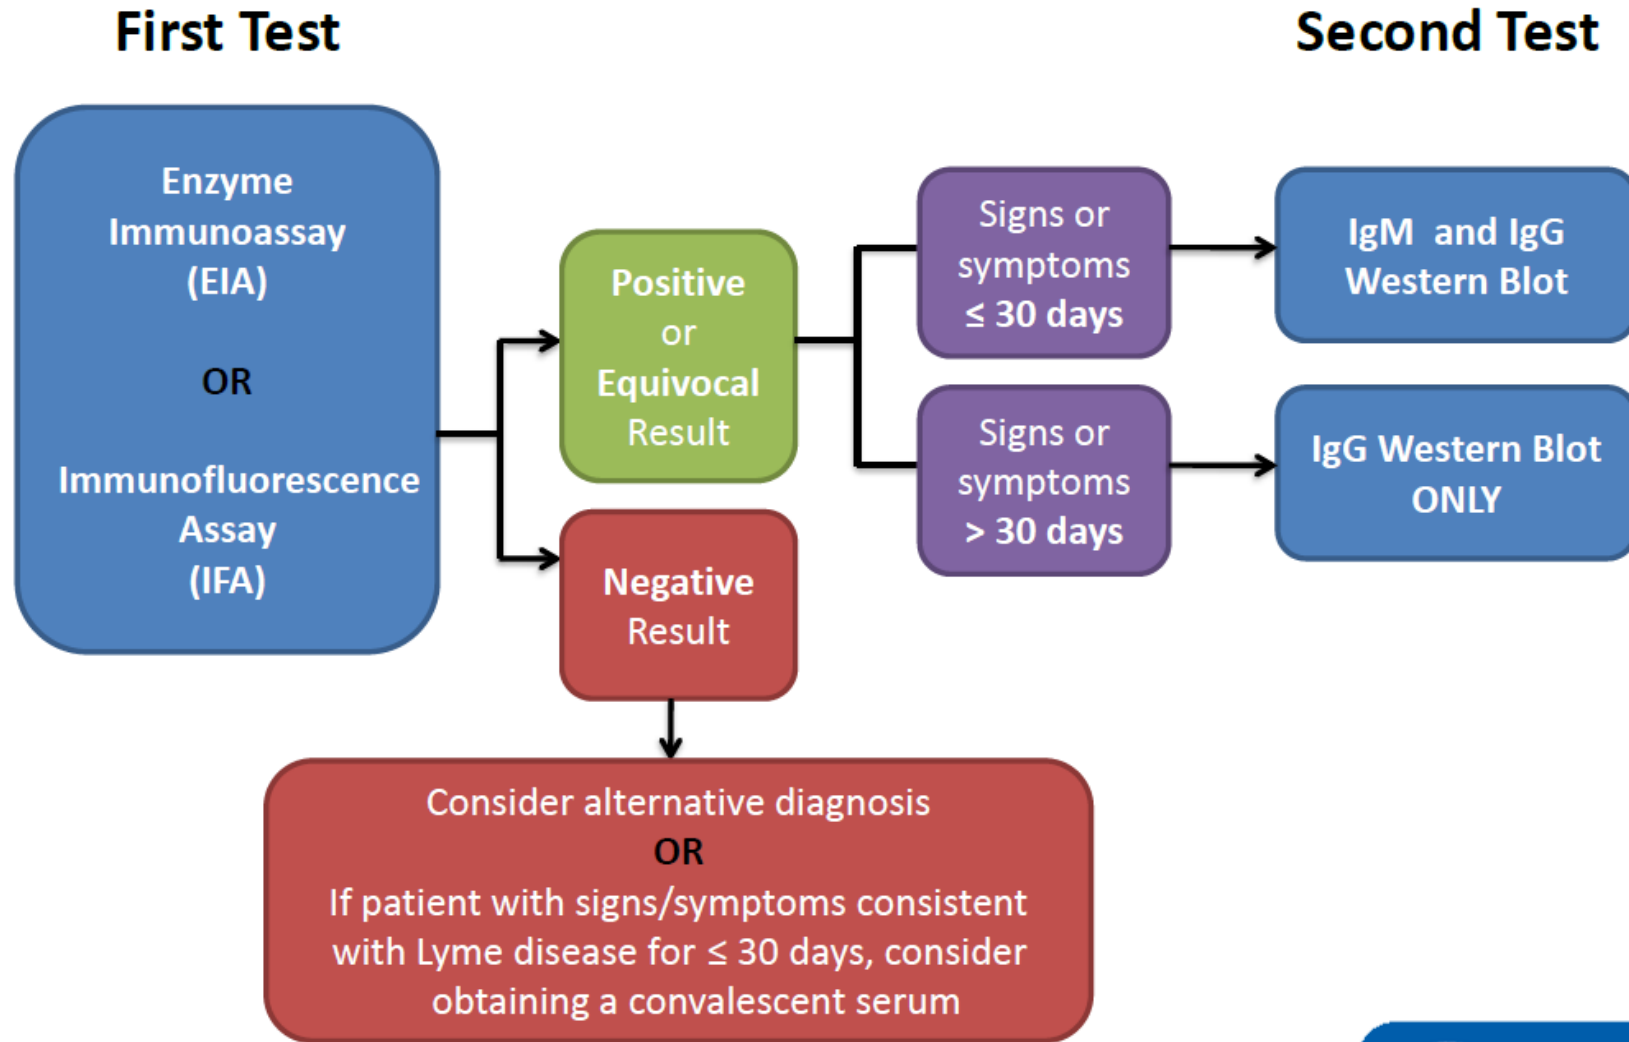 First Test
Second Test
Enzyme
Immunoassay
(EIA)
OR
Immunofluorescence
Assay
(IFA)
Positive
or
Equivocal
Result
Negative
Result
Signs or
symptoms
≤ 30 days
Signs or
symptoms
> 30 days
IgM and IgG
Western Blot
IgG Western Blot
ONLY
Consider alternative diagnosis
OR
If patient with signs/symptoms consistent
with Lyme disease for ≤ 30 days, consider
obtaining a convalescent serum